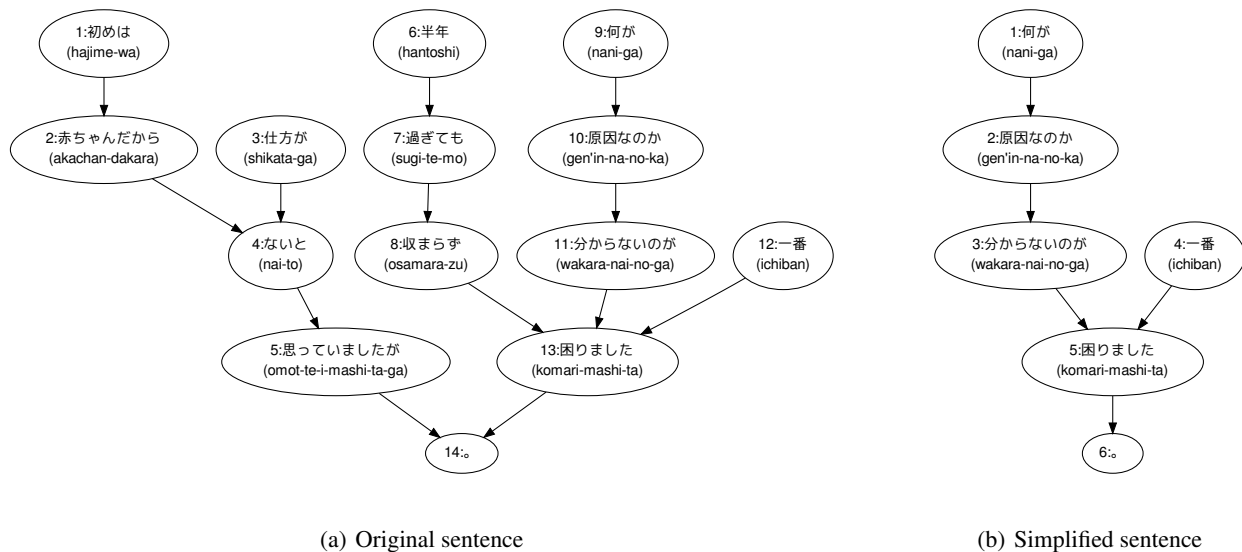 1:初めは
(hajime-wa)
6:半年
(hantoshi)
9:何が
(nani-ga)
2:赤ちゃんだから
(akachan-dakara)
3:仕方が
(shikata-ga)
7:過ぎても
(sugi-te-mo)
10:原因なのか
(gen'in-na-no-ka)
4:ないと
(nai-to)
8:収まらず
(osamara-zu)
11:分からないのが
(wakara-nai-no-ga)
12:一番
(ichiban)
5:思っていましたが
(omot-te-i-mashi-ta-ga)
13:困りました
(komari-mashi-ta)
14:。
(a) Original sentence
1:何が
(nani-ga)
2:原因なのか
(gen'in-na-no-ka)
3:分からないのが
(wakara-nai-no-ga)
4:一番
(ichiban)
5:困りました
(komari-mashi-ta)
6:。
(b) Simplified sentence